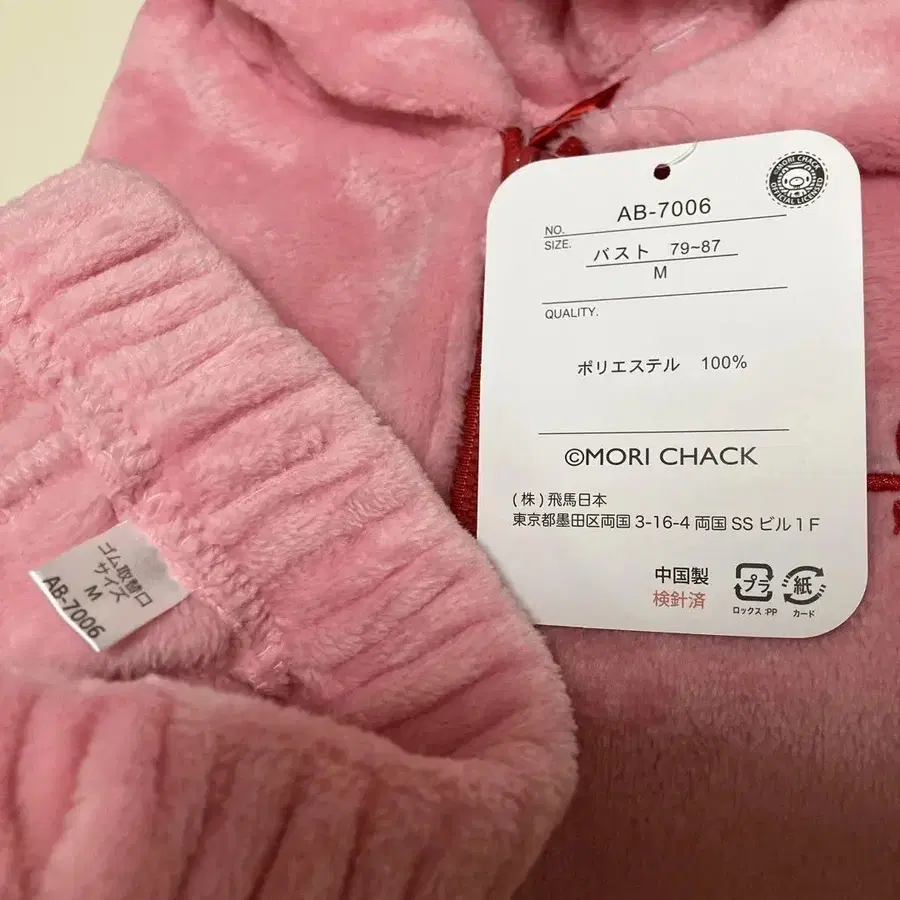 ©MORI CHACK
OFFICIAL LICENSED
NO. AB-7006
SIZE. バスト 79~87
M
QUALITY.
ポリエステル 100%
©MORI CHACK
(株)飛馬日本
東京都墨田区両国 3-16-4 両国 SS ビル 1 F
中国製
検針済
プラ
ロックス:PP
紙
カード
ゴム取替口
サイズ
M
AB-7006